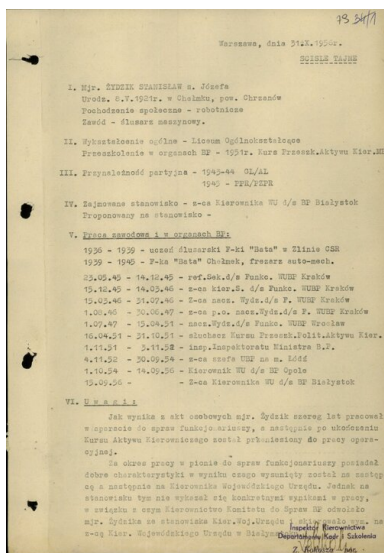 78 54/1
Warszawa, dnia 31.X.1956r.
ŚCIŚLE TAJNE
I. Mjr. ŻYDZIK STANISŁAW s. Józefa
Urodz. 8.V.1921r. w Chełmku, pow. Chrzanów
Pochodzenie społeczne - robotnicze
Zawód - ślusarz maszynowy.
II. Wykształcenie ogólne - Liceum Ogólnokształcące
Przeszkolenie w organach BP - 1951r. Kurs Przeszk.Aktywu Kier.
III. Przynależność partyjna - 1943-44 GL/AL
1945 - PPR/PZPR
IV. Zajmowane stanowisko - z-ca Kierownika WU d/s BP Białystok
Proponowany na stanowisko -
V. Praca zawodowa i w organach BP:
1936 - 1939 - uczeń ślusarski F-ki "Bata" w Zlinie CSR
1939 - 1945 - F-ka "Bata" Chełmek, frezarz auto-mech.
23.05.45 - 14.12.45 - ref.Sek.d/s Funkc. WUBP Kraków
15.12.45 - 14.03.46 - z-ca kier.S. d/s Funkc. WUBP Kraków
15.03.46 - 31.07.46 - Z-ca nacz. Wydz.d/s F. WUBP Kraków
1.08.46 - 30.06.47 - z-ca p.o. nacz.Wydz.d/s F WUBP Kraków
1.07.47 - 15.04.51 - nacz.Wydz.d/s Funkc. WUBP Wrocław
16.04.51 - 31.10.51 - słuchacz Kursu Przeszk.Polit.Aktywu Kier.
1.11.51 - 3.11.52 - insp.Inspektoratu Ministra B.P.
4.11.52 - 30.09.54 - z-ca szefa UBP na m. Łódź
1.10.54 - 14.09.56 - Kierownik WU d/s BP Opole
15.09.56 - - Z-ca Kierownika WU d/s BP Białystok
VI. U w a g i :
Jak wynika z akt osobowych mjr. Żydzik szereg lat pracował
w aparacie do spraw funkcjonariuszy, a następnie po ukończeniu
Kursu Aktywu Kierowniczego został przeniesiony do pracy opera-
cyjnej.
Za okres pracy w pionie do spraw funkcjonariuszy posiadał
dobre charakterystyki w wyniku czego wysunięty został na zastęp
cę a następnie na Kierownika Wojewódzkiego Urzędu. Jednak na
stanowisku tym nie wykazał się konkretnymi wynikami w pracy,
w związku z czym Kierownictwo Komitetu do Spraw BP odwołało
mjr. Żydzika ze stanowiska Kier.Woj.Urzędu i na
z-cę Kier. Wojewódzkiego Urzędu w
Inspektor Kierownictwa
Departamentu Kadr i Szkolenia